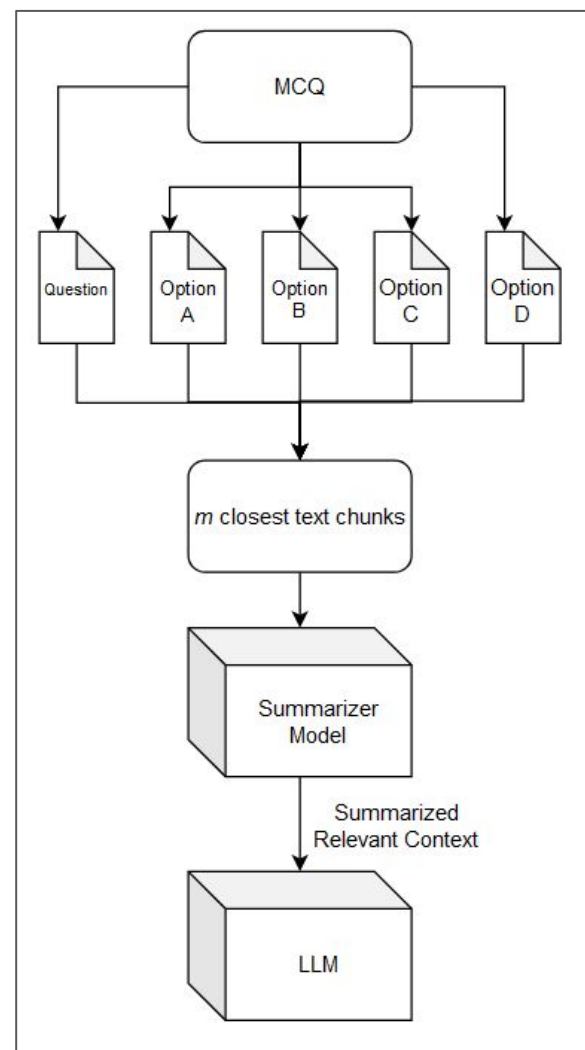 MCQ
Question
Option
A
Option
B
Option
C
Option
D
m closest text chunks
Summarizer
Model
Summarized
Relevant Context
LLM